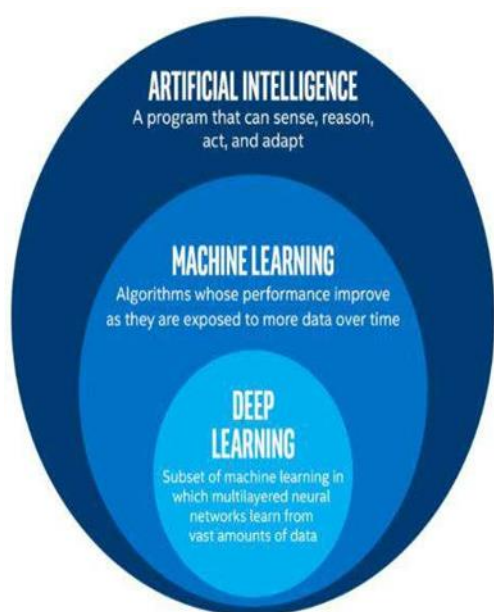 ARTIFICIAL INTELLIGENCE
A program that can sense, reason,
act, and adapt
MACHINE LEARNING
Algorithms whose performance improve
as they are exposed to more data over time
DEEP
LEARNING
Subset of machine learning in
which multilayered neural
networks learn from
vast amounts of data